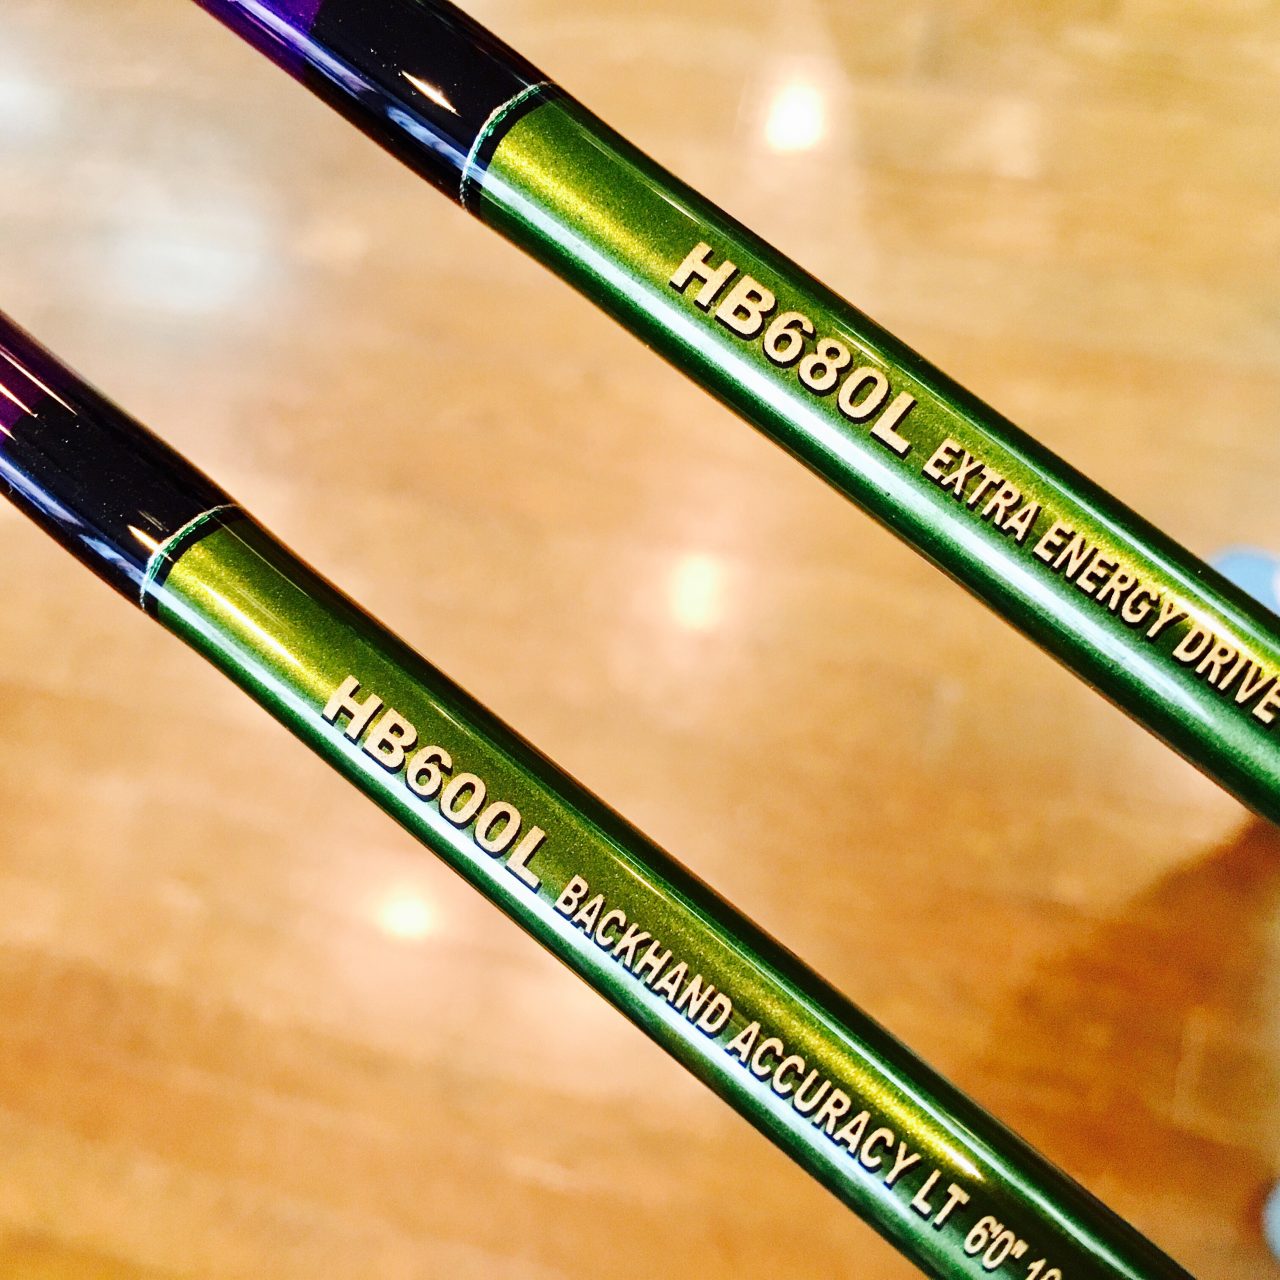 HB680L EXTRA ENERGY DRIVE
HB600L BACKHAND ACCURACY LT 6'0"